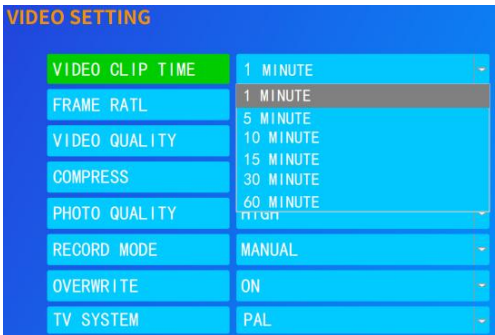 VIDEO SETTING
VIDEO CLIP TIME 1 MINUTE
1 MINUTE
FRAME RATL
5 MINUTE
VIDEO QUALITY 10 MINUTE
15 MINUTE
COMPRESS 30 MINUTE
60 MINUTE
PHOTO QUALITY HIGH
RECORD MODE MANUAL
OVERWRITE ON
TV SYSTEM PAL